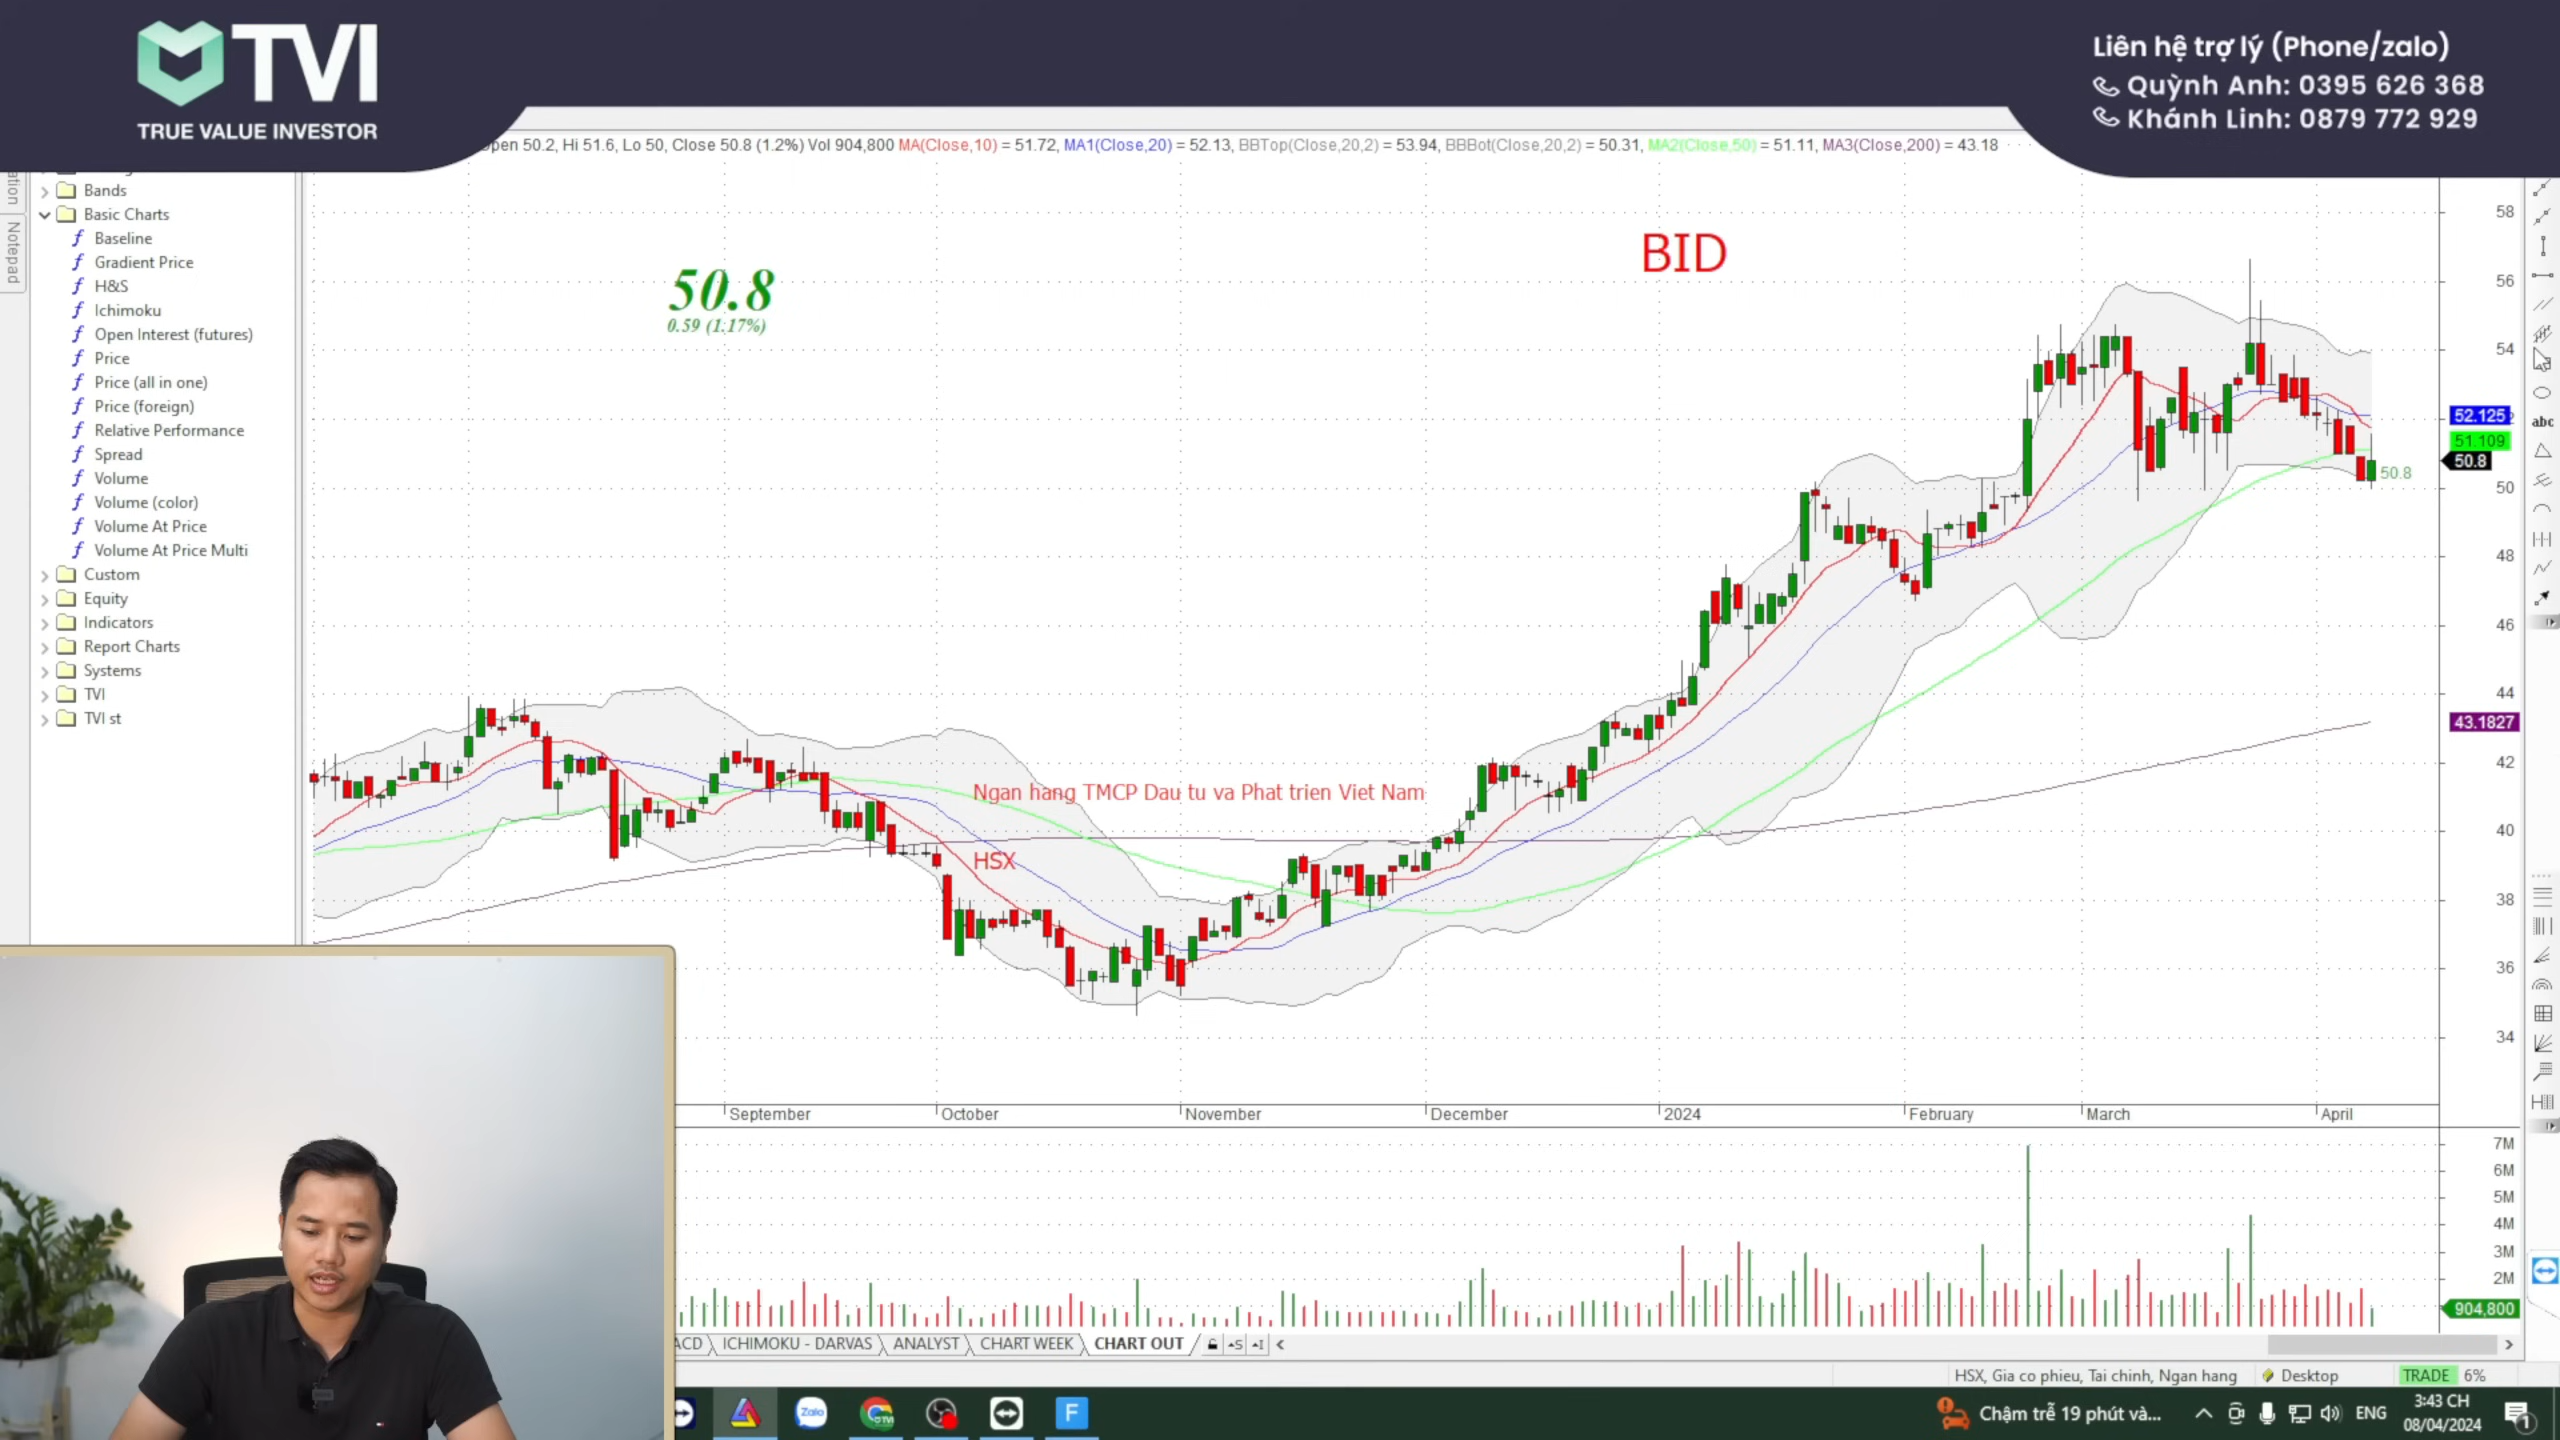 TVI
TRUE VALUE INVESTOR
Liên hệ trợ lý (Phone/zalo)
Quỳnh Anh: 0395 626 368
Khánh Linh: 0879 772 929
Open 50.2, Hi 51.6, Lo 50, Close 50.8 (1.2%) Vol 904,800 MA(Close,10) = 51.72, MA1(Close,20) = 52.13, BBTop(Close,20,2) = 53.94, BBBot(Close,20,2) = 50.31, MA2(Close,50) = 51.11, MA3(Close,200) = 43.18
Notepad
Bands
Basic Charts
Baseline
Gradient Price
H&S
Ichimoku
Open Interest (futures)
Price
Price (all in one)
Price (foreign)
Relative Performance
Spread
Volume
Volume (color)
Volume At Price
Volume At Price Multi
Custom
Equity
Indicators
Report Charts
Systems
TVI
TVI st
50.8
0.59 (1.17%)
BID
Ngan hang TMCP Dau tu va Phat trien Viet Nam
HSX
50.8
58
56
54
52.125
51.109
50.8
50
48
46
44
43.1827
42
40
38
36
34
abc
September
October
November
December
2024
February
March
April
7M
6M
5M
4M
3M
2M
904,800
ACD
ICHIMOKU - DARVAS
ANALYST
CHART WEEK
CHART OUT
HSX, Gia co phieu, Tai chinh, Ngan hang
Desktop
TRADE 6%
Zalo
F
Chậm trễ 19 phút và...
ENG
3:43 CH
08/04/2024
1